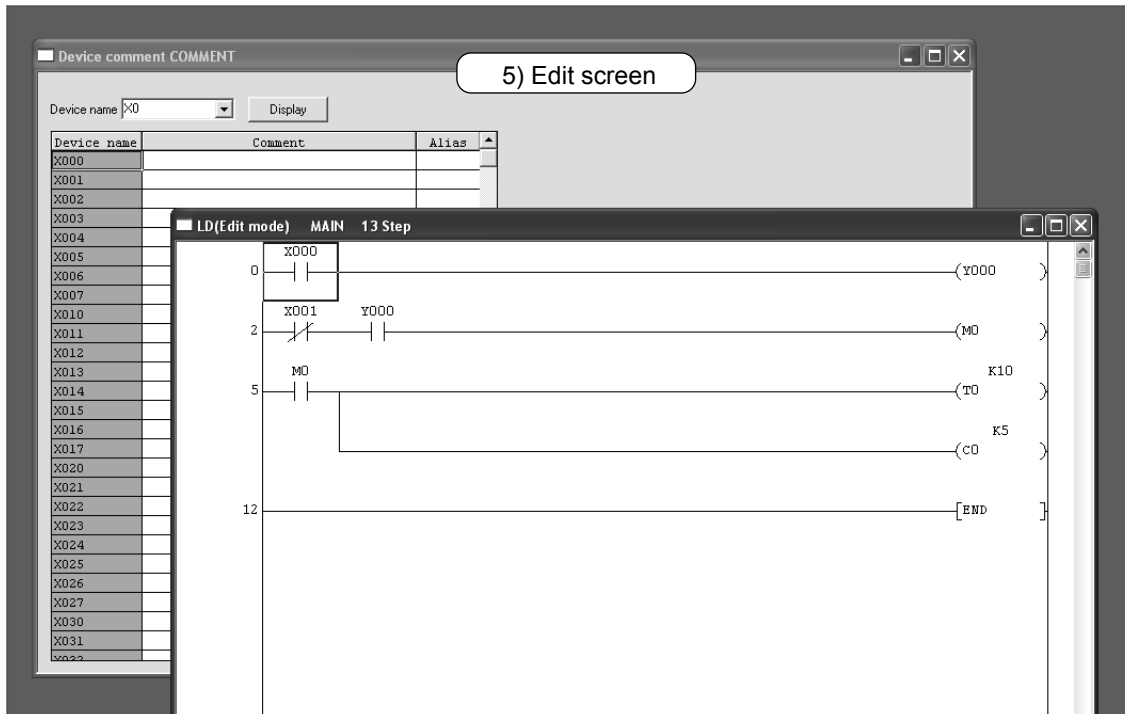 Device comment COMMENT
5) Edit screen
Device name X0 Display
Device name Comment Alias
X000
X001
X002
X003
X004
X005
X006
X007
X010
X011
X012
X013
X014
X015
X016
X017
X020
X021
X022
X023
X024
X025
X026
X027
X030
X031
X032
LD(Edit mode) MAIN 13 Step
X000
0 (Y000 )
X001 Y000
2 (M0 )
M0 K10
5 (T0 )
K5
(C0 )
12 [END ]